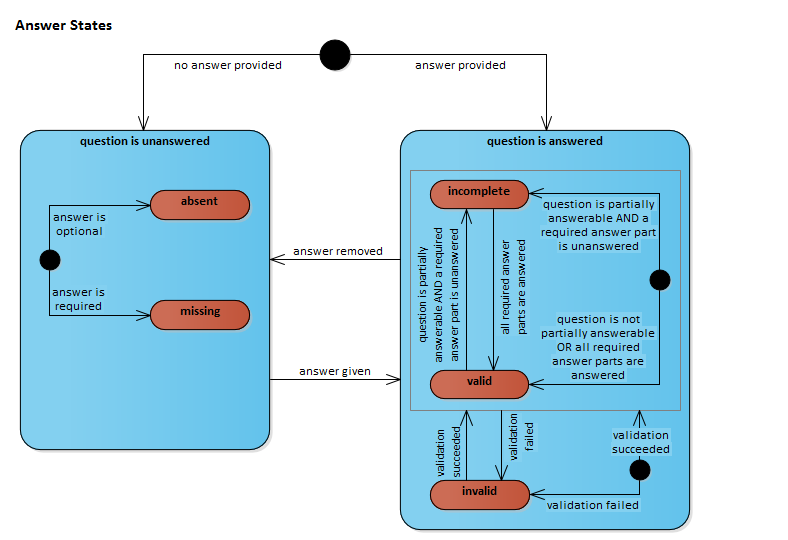 Answer States
no answer provided
answer provided
question is unanswered
absent
answer is
optional
answer is
required
missing
answer removed
answer given
question is answered
incomplete
question is partially
answerable AND a
required answer part
is unanswered
question is partially
answerable AND a required
answer part is unanswered
all required answer
parts are answered
question is not
partially answerable
OR all required
answer parts are
answered
valid
validation
succeeded
validation
failed
validation
succeeded
invalid
validation failed